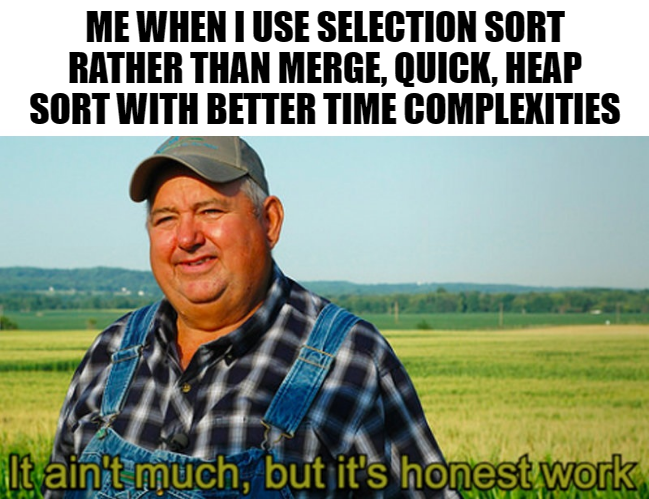 ME WHEN I USE SELECTION SORT
RATHER THAN MERGE, QUICK, HEAP
SORT WITH BETTER TIME COMPLEXITIES
It ain't much, but it's honest work